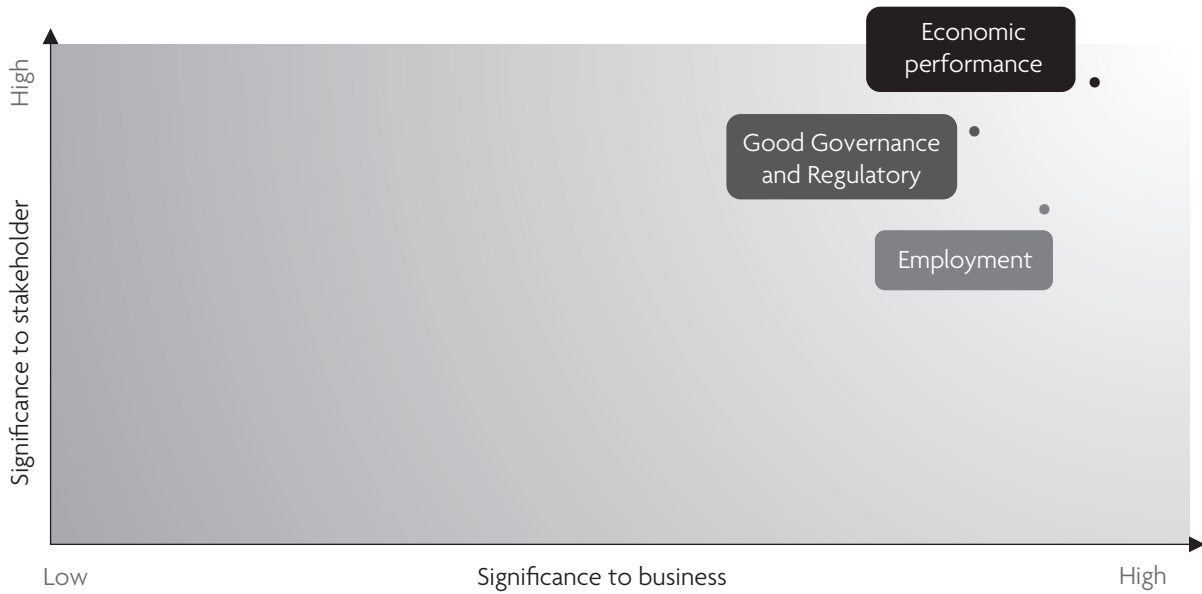 Economic
performance
High
Good Governance
and Regulatory
Employment
Significance to stakeholder
Low
Significance to business
High